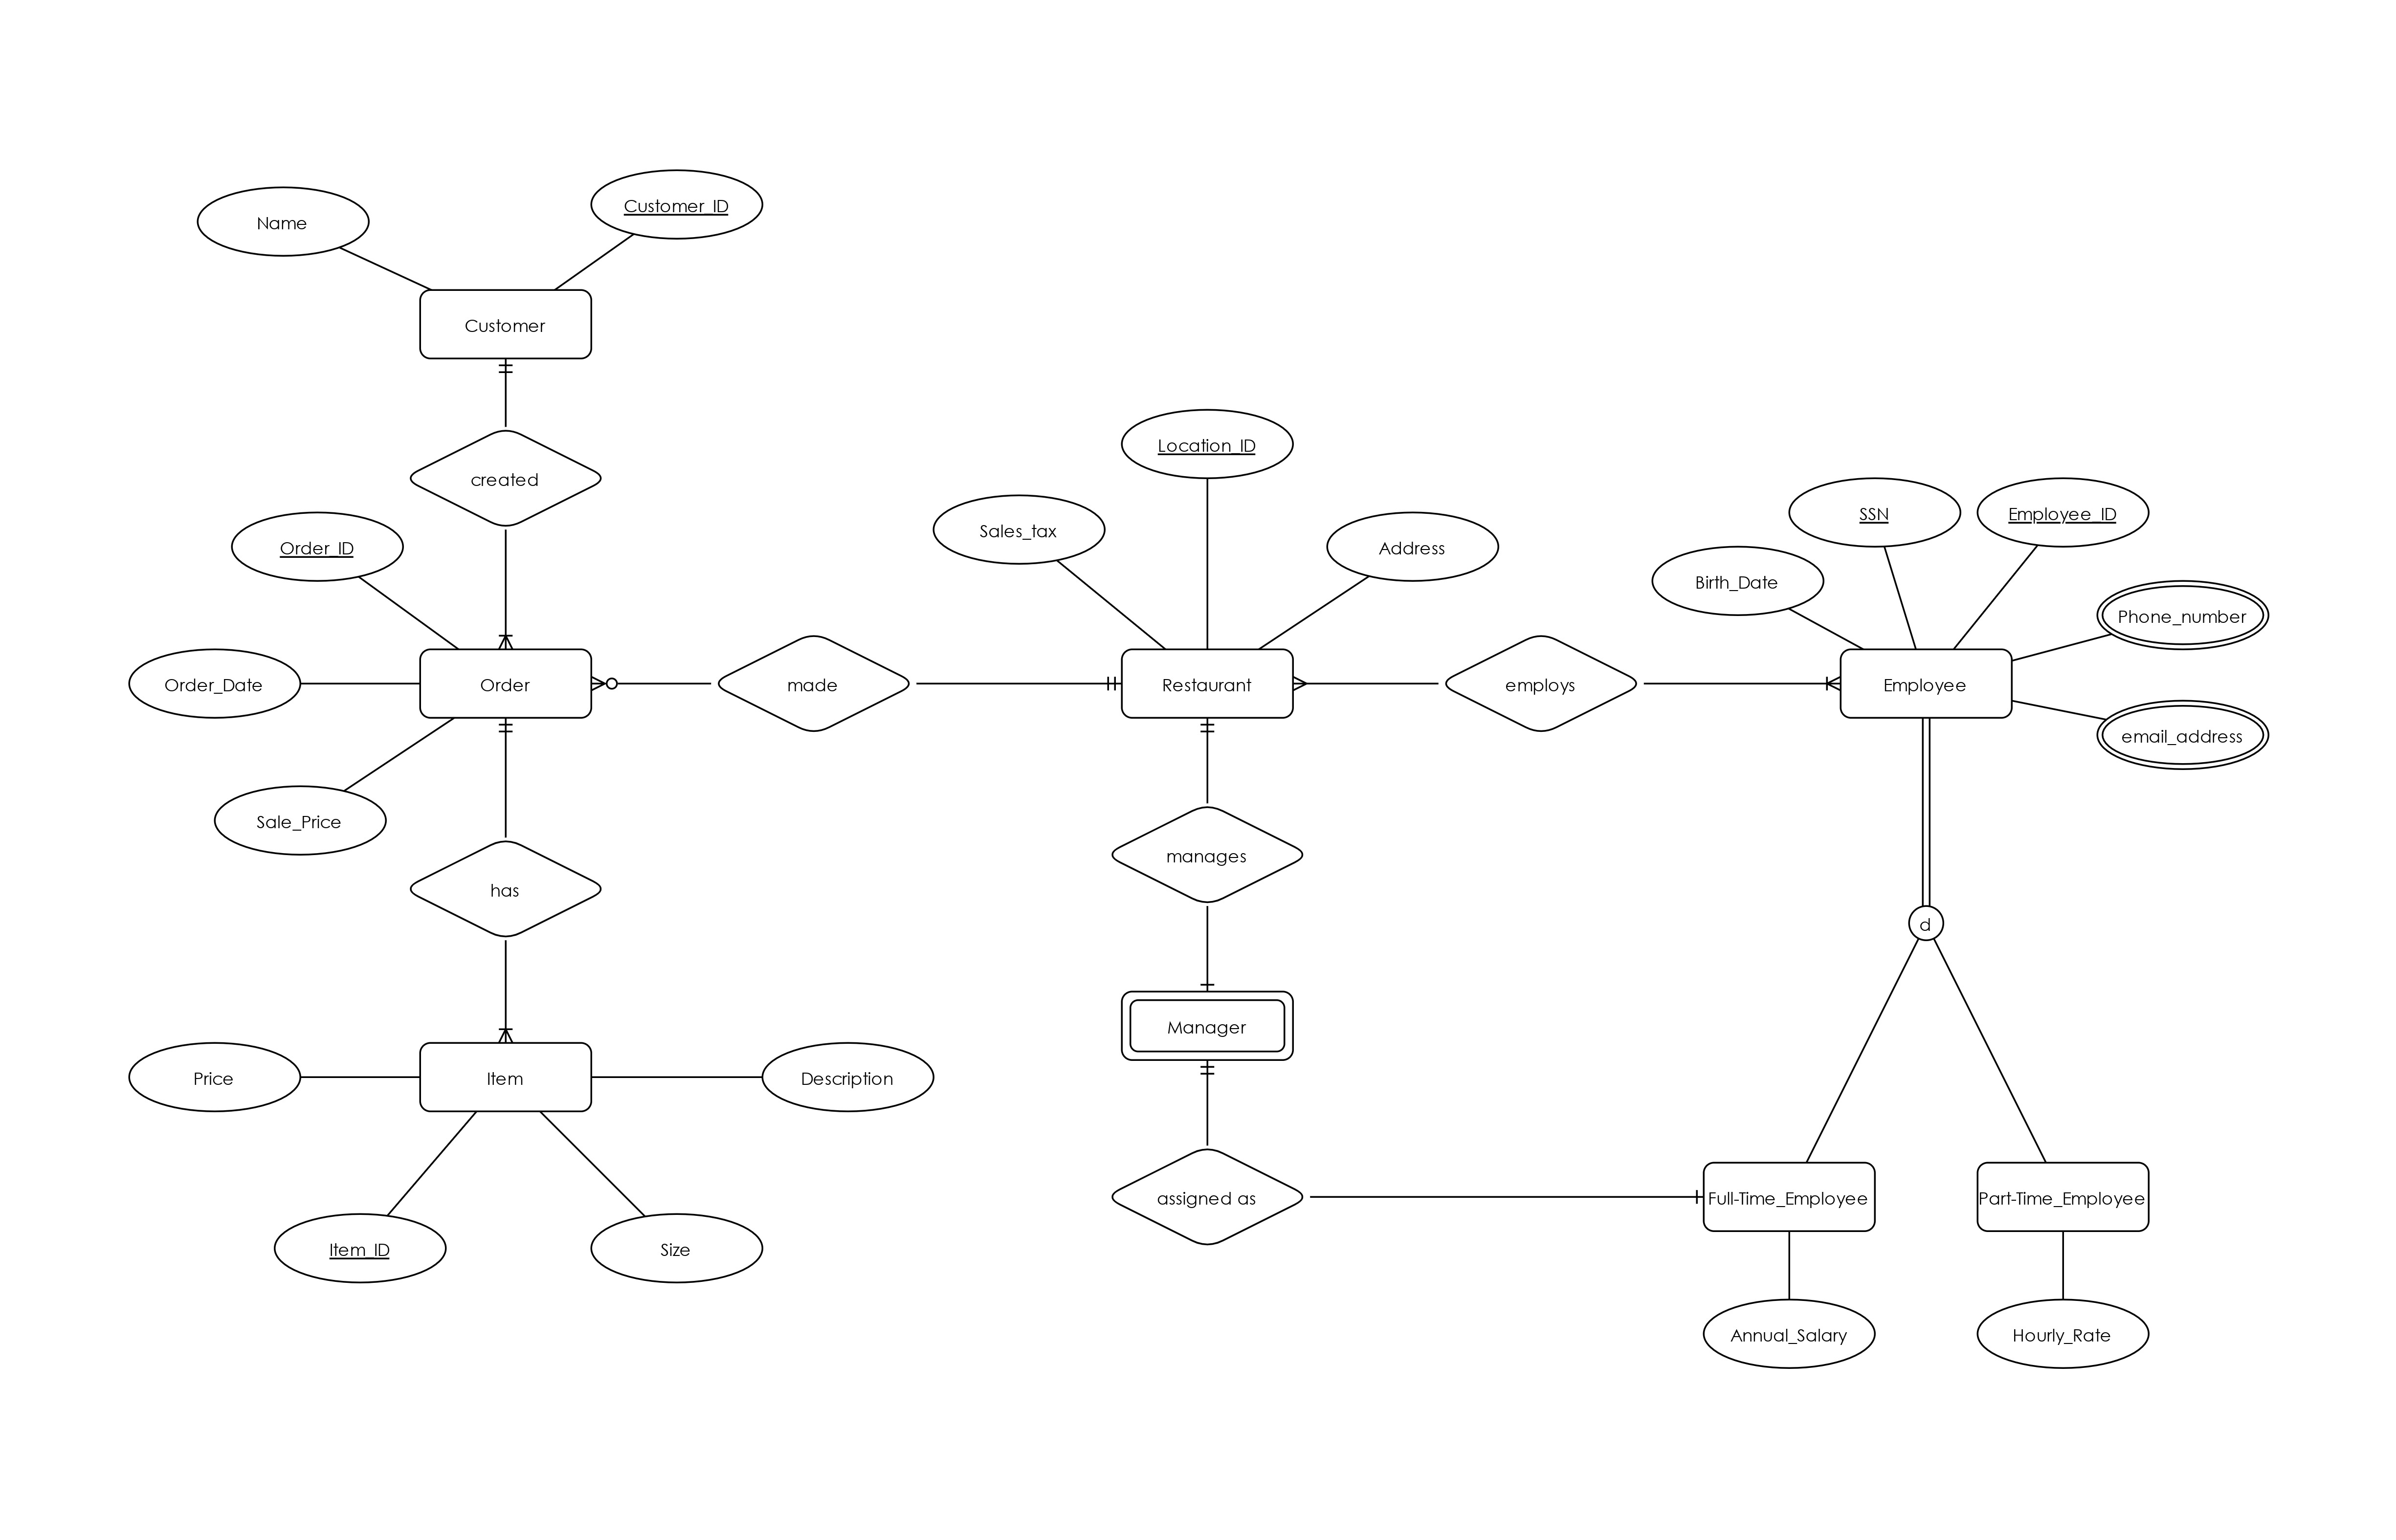 Customer_ID
Name
Customer
Location_ID
created
SSN
Employee_ID
Sales_tax
Order_ID
Address
Birth_Date
Phone_number
Order_Date
Order
made
Restaurant
employs
Employee
email_address
Sale_Price
manages
has
d
Manager
Price
Item
Description
assigned as
Full-Time_Employee
Part-Time_Employee
Item_ID
Size
Annual_Salary
Hourly_Rate